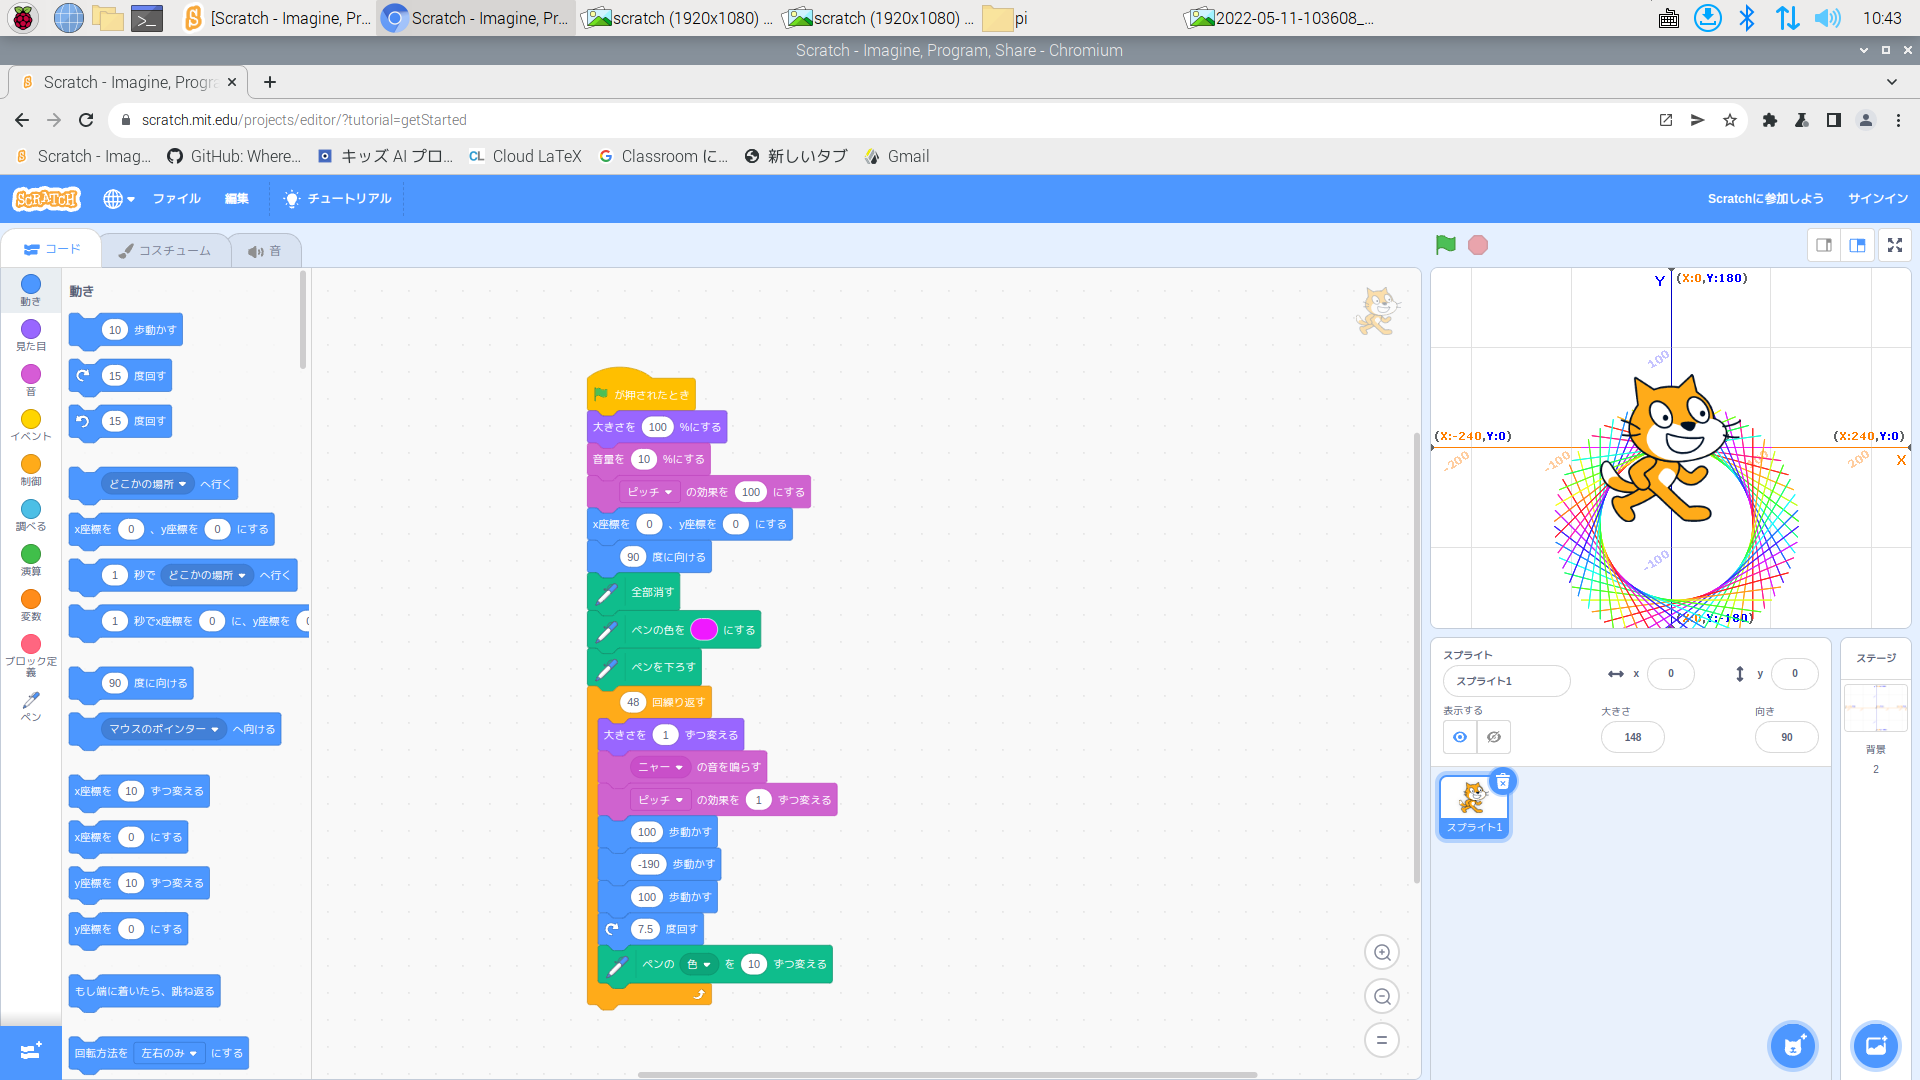 [Scratch - Imagine, Pr... Scratch - Imagine, Pr... scratch (1920x1080) ... scratch (1920x1080) ... pi 2022-05-11-103608_... 10:43
Scratch - Imagine, Program, Share - Chromium
Scratch - Imagine, Progra
scratch.mit.edu/projects/editor/?tutorial=getStarted
Scratch - Imag... GitHub: Where... キッズ AI プロ... CL Cloud LaTeX Classroom に... 新しいタブ Gmail
SCRATCH ファイル 編集 チュートリアル Scratchに参加しよう サインイン
コード コスチューム 音
動き
見た目
音
イベント
制御
調べる
演算
変数
ブロック定義
ペン
動き
10 歩動かす
15 度回す
15 度回す
どこかの場所 へ行く
x座標を 0 、y座標を 0 にする
1 秒で どこかの場所 へ行く
1 秒でx座標を 0 に、y座標を
90 度に向ける
マウスのポインター へ向ける
x座標を 10 ずつ変える
x座標を 0 にする
y座標を 10 ずつ変える
y座標を 0 にする
もし端に着いたら、跳ね返る
回転方法を 左右のみ にする
が押されたとき
大きさを 100 %にする
音量を 10 %にする
ピッチ の効果を 100 にする
x座標を 0 、y座標を 0 にする
90 度に向ける
全部消す
ペンの色を にする
ペンを下ろす
48 回繰り返す
大きさを 1 ずつ変える
ニャー の音を鳴らす
ピッチ の効果を 1 ずつ変える
100 歩動かす
-190 歩動かす
100 歩動かす
7.5 度回す
ペンの 色 を 10 ずつ変える
Y (X:0,Y:180)
100
(X:-240,Y:0) (X:240,Y:0)
-200 -100 200 X
-100
(X:0,Y:-180)
スプライト
スプライト1 x 0 y 0
表示する 大きさ 向き
148 90
スプライト1
ステージ
背景
2